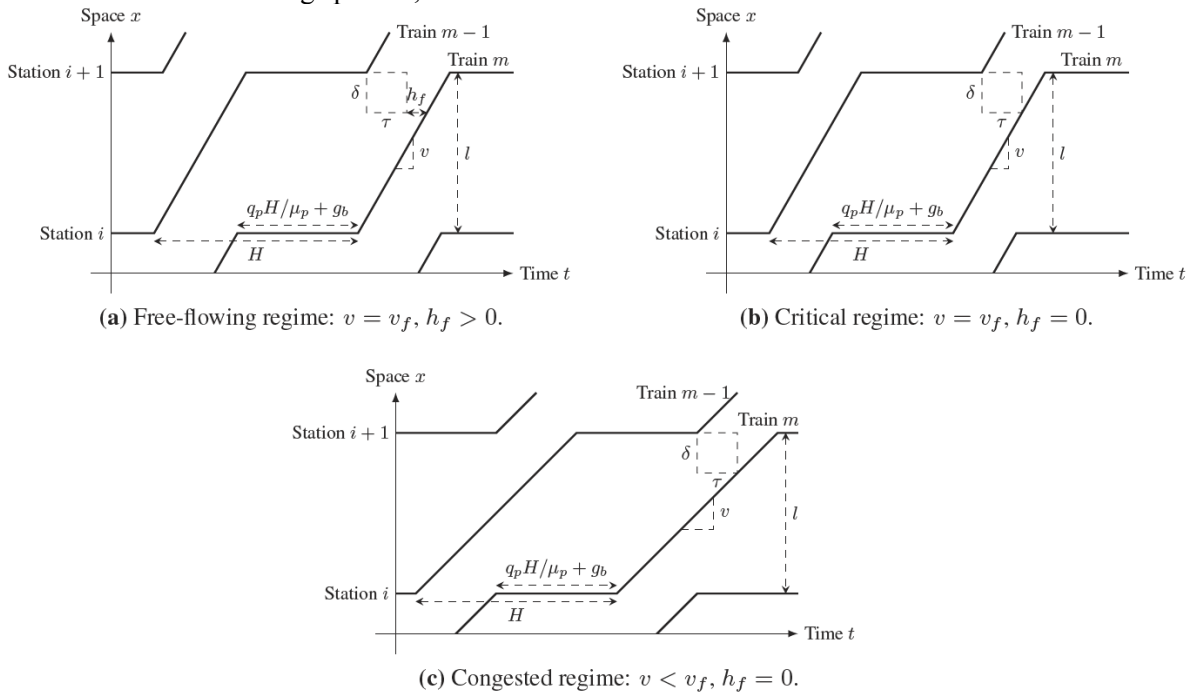 Space x
Train m − 1
Station i + 1
Train m
δ
h_f
τ
v
l
q_pH/μ_p + g_b
Station i
H
Time t
(a) Free-flowing regime: v = v_f, h_f > 0.
Space x
Train m − 1
Station i + 1
Train m
δ
τ
v
l
q_pH/μ_p + g_b
Station i
H
Time t
(b) Critical regime: v = v_f, h_f = 0.
Space x
Train m − 1
Station i + 1
Train m
δ
τ
v
l
q_pH/μ_p + g_b
Station i
H
Time t
(c) Congested regime: v < v_f, h_f = 0.